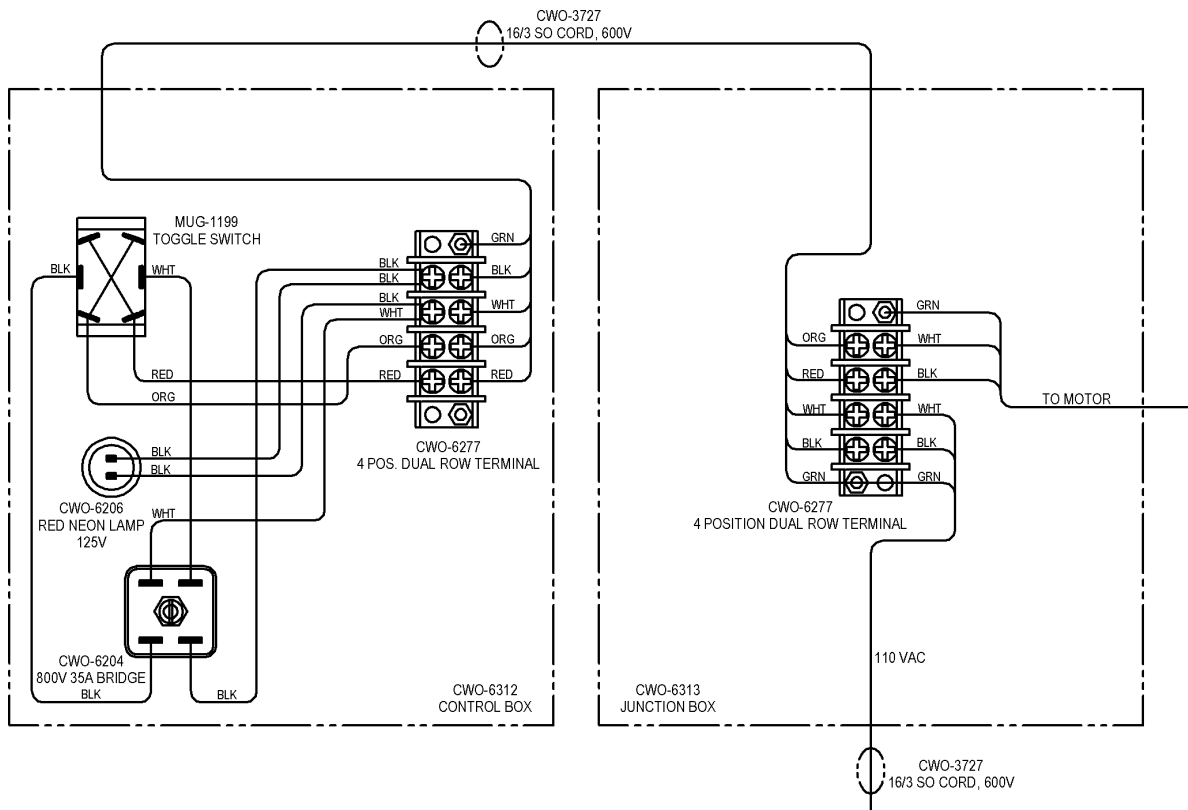 CWO-3727
16/3 SO CORD, 600V
MUG-1199
TOGGLE SWITCH
BLK
WHT
RED
ORG
BLK
BLK
BLK
WHT
ORG
RED
GRN
BLK
WHT
ORG
RED
CWO-6277
4 POS. DUAL ROW TERMINAL
BLK
BLK
CWO-6206
RED NEON LAMP
125V
WHT
CWO-6204
800V 35A BRIDGE
BLK
BLK
CWO-6312
CONTROL BOX
ORG
RED
WHT
BLK
GRN
GRN
WHT
BLK
WHT
BLK
GRN
TO MOTOR
CWO-6277
4 POSITION DUAL ROW TERMINAL
110 VAC
CWO-6313
JUNCTION BOX
CWO-3727
16/3 SO CORD, 600V